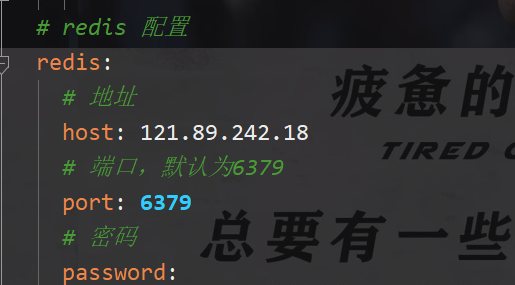 # redis 配置
redis:
# 地址
host: 121.89.242.18
# 端口，默认为6379
port: 6379
# 密码
password:
疲惫的
TIRED
总要有一些